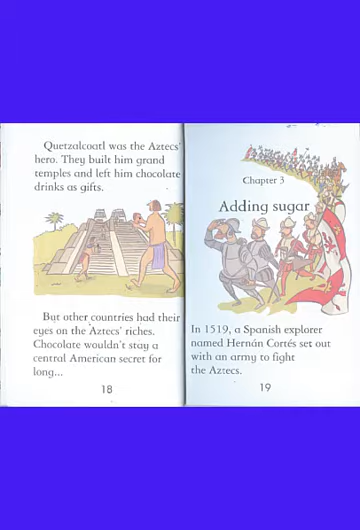 Quetzalcoatl was the Aztecs'
hero. They built him grand
temples and left him chocolate
drinks as gifts.
But other countries had their
eyes on the Aztecs' riches.
Chocolate wouldn't stay a
central American secret for
long...
18
Chapter 3
Adding sugar
In 1519, a Spanish explorer
named Hernán Cortés set out
with an army to fight
the Aztecs.
19